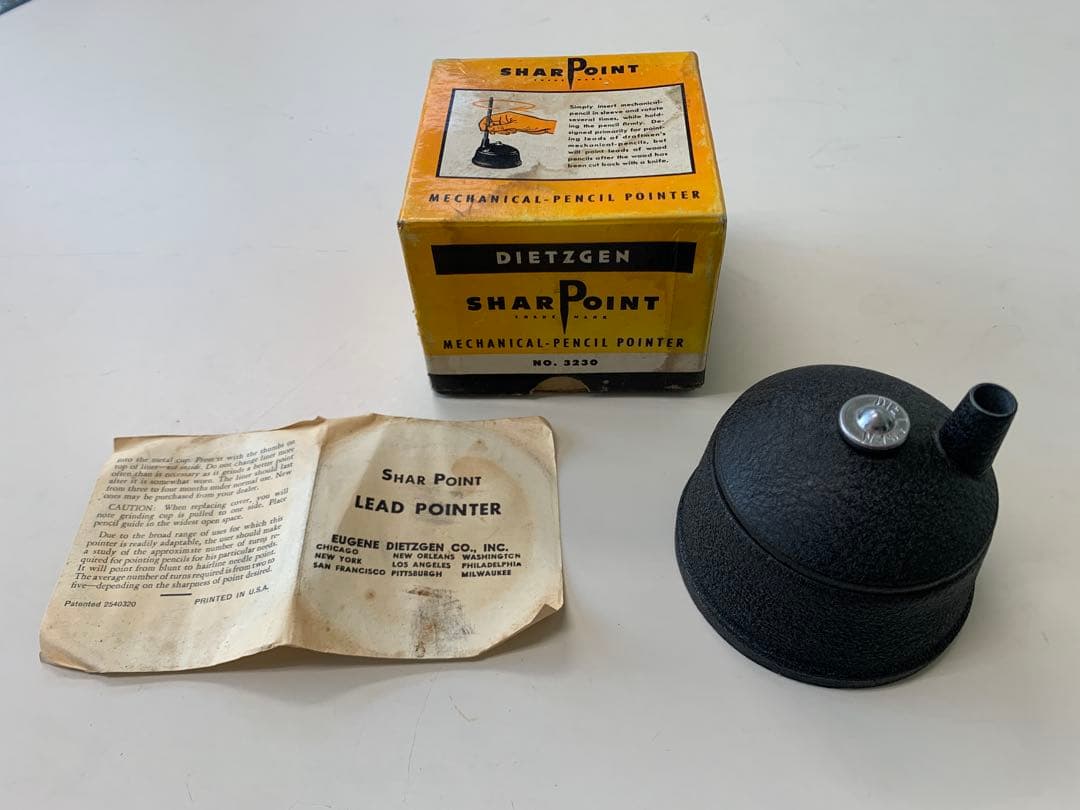 SHARPOINT
TRADE MARK
Simply insert mechanical-
pencil in sleeve and rotate
several times, while hold-
ing the pencil firmly. De-
signed primarily for point-
ing leads of draftmen's
mechanical-pencils, but
will point leads of wood
pencils after the wood has
been cut back with a knife.
MECHANICAL-PENCIL POINTER
DIETZGEN
SHARPOINT
TRADE MARK
MECHANICAL-PENCIL POINTER
NO. 3230
into the metal cup. Press it with the thumbs on
top of liner—not inside. Do not change liner more
often than is necessary as it grinds a better point
after it is somewhat worn. The liner should last
from three to four months under normal use. New
ones may be purchased from your dealer.
CAUTION: When replacing cover, you will
note grinding cup is pulled to one side. Place
pencil guide in the widest open space.
Due to the broad range of uses for which this
pointer is readily adaptable, the user should make
a study of the approximate number of turns re-
quired for pointing pencils for his particular needs.
It will point from blunt to hairline needle point.
The average number of turns required is from two to
five—depending on the sharpness of point desired.
Patented 2540320
PRINTED IN U.S.A.
SHAR POINT
LEAD POINTER
EUGENE DIETZGEN CO., INC.
CHICAGO NEW ORLEANS WASHINGTON
NEW YORK LOS ANGELES PHILADELPHIA
SAN FRANCISCO PITTSBURGH MILWAUKEE